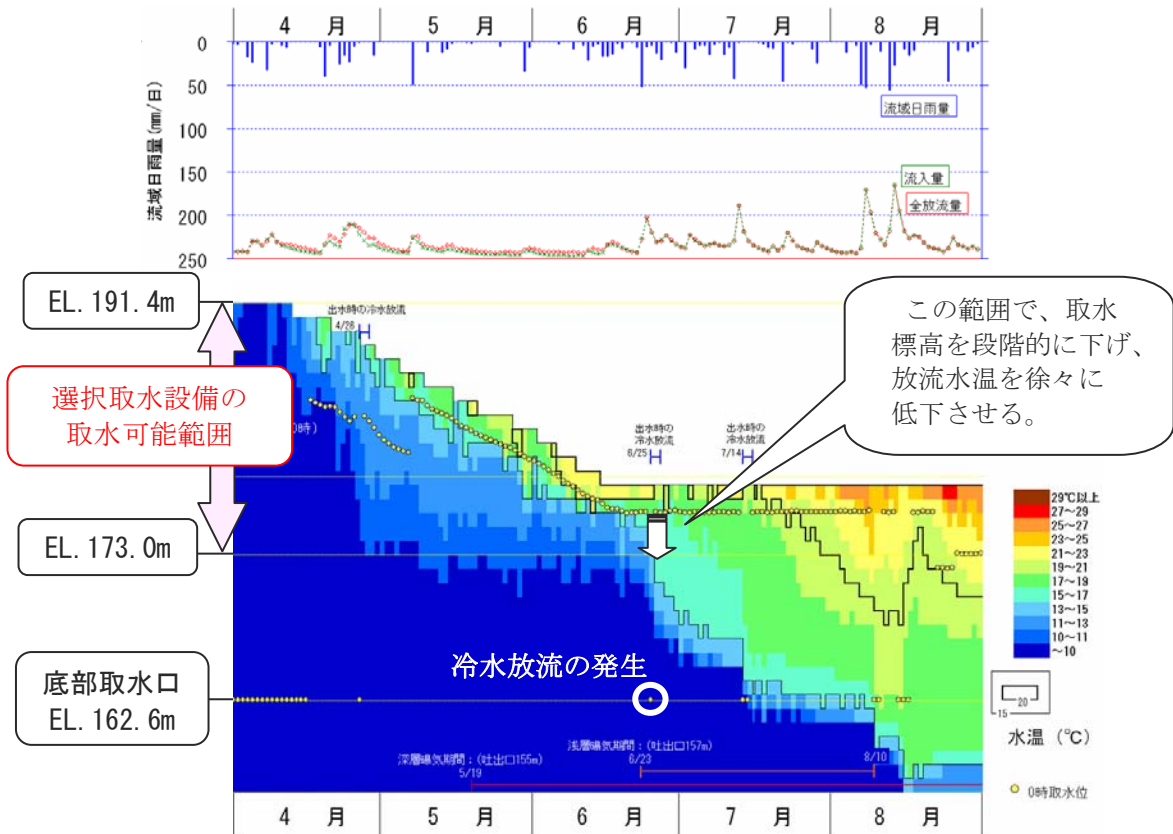 4 月 5 月 6 月 7 月 8 月
0
50
100
150
200
250
流域日雨量(mm/日)
流域日雨量
流入量
全放流量
EL.191.4m
選択取水設備の
取水可能範囲
EL.173.0m
底部取水口
EL.162.6m
出水時の冷水放流
4/26
0時)
出水時の
冷水放流
6/25
出水時の
冷水放流
7/14
この範囲で、取水
標高を段階的に下げ、
放流水温を徐々に
低下させる。
冷水放流の発生
深層曝気期間:(吐出口155m)
5/19
浅層曝気期間:(吐出口157m)
6/23
8/10
29℃以上
27~29
25~27
23~25
21~23
19~21
17~19
15~17
13~15
11~13
10~11
~10
20
15
水温 (℃)
0時取水位
4 月 5 月 6 月 7 月 8 月